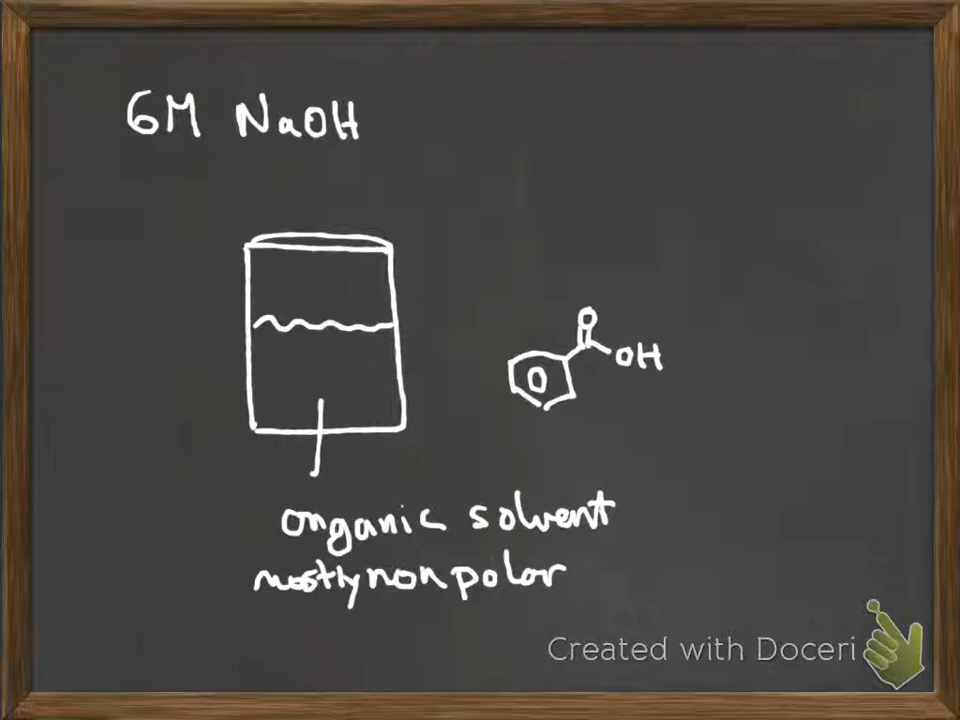 6M NaOH
O
OH
O
organic solvent
mostly nonpolar
Created with Doceri